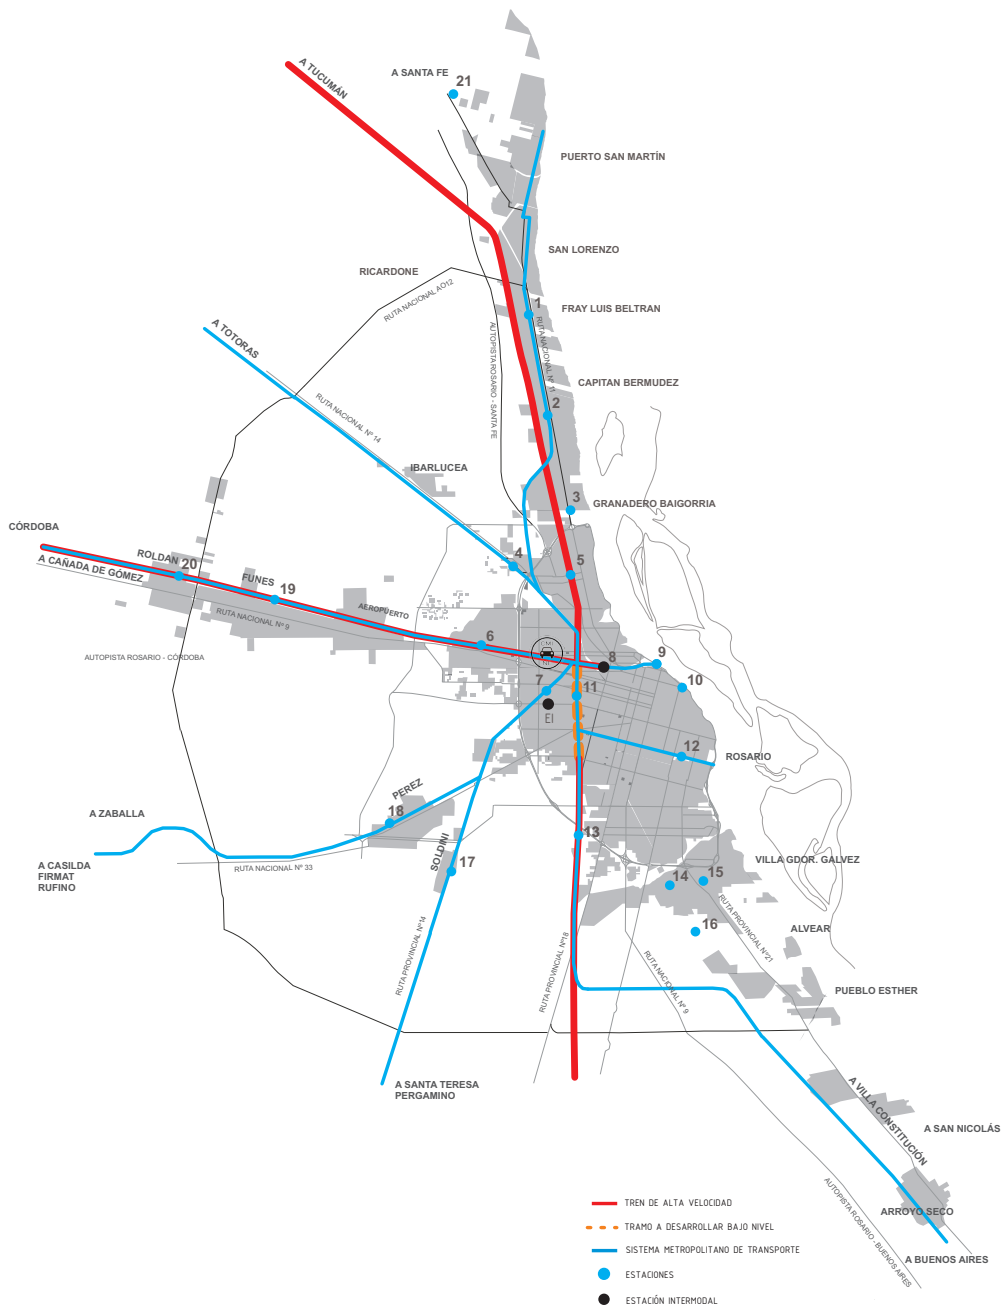 A TUCUMÁN
A SANTA FE
21
PUERTO SAN MARTÍN
SAN LORENZO
RICARDONE
RUTA NACIONAL AO12
1
FRAY LUIS BELTRAN
A TOTORAS
AUTOPISTA ROSARIO - SANTA FE
RUTA NACIONAL Nº 11
CAPITAN BERMUDEZ
RUTA NACIONAL Nº 14
2
IBARLUCEA
3
GRANADERO BAIGORRIA
CÓRDOBA
A CAÑADA DE GÓMEZ
ROLDAN
20
FUNES
19
4
5
AEROPUERTO
RUTA NACIONAL Nº 9
AUTOPISTA ROSARIO - CÓRDOBA
6
8
9
7
10
11
EI
12
ROSARIO
PEREZ
18
A ZABALLA
13
SOLDINI
17
VILLA GDOR. GALVEZ
A CASILDA
FIRMAT
RUFINO
RUTA NACIONAL Nº 33
14
15
16
RUTA PROVINCIAL Nº14
RUTA PROVINCIAL Nº18
RUTA NACIONAL Nº 9
RUTA PROVINCIAL Nº21
ALVEAR
PUEBLO ESTHER
A SANTA TERESA
PERGAMINO
A VILLA CONSTITUCIÓN
A SAN NICOLÁS
ARROYO SECO
AUTOPISTA ROSARIO - BUENOS AIRES
A BUENOS AIRES
TREN DE ALTA VELOCIDAD
TRAMO A DESARROLLAR BAJO NIVEL
SISTEMA METROPOLITANO DE TRANSPORTE
ESTACIONES
ESTACIÓN INTERMODAL